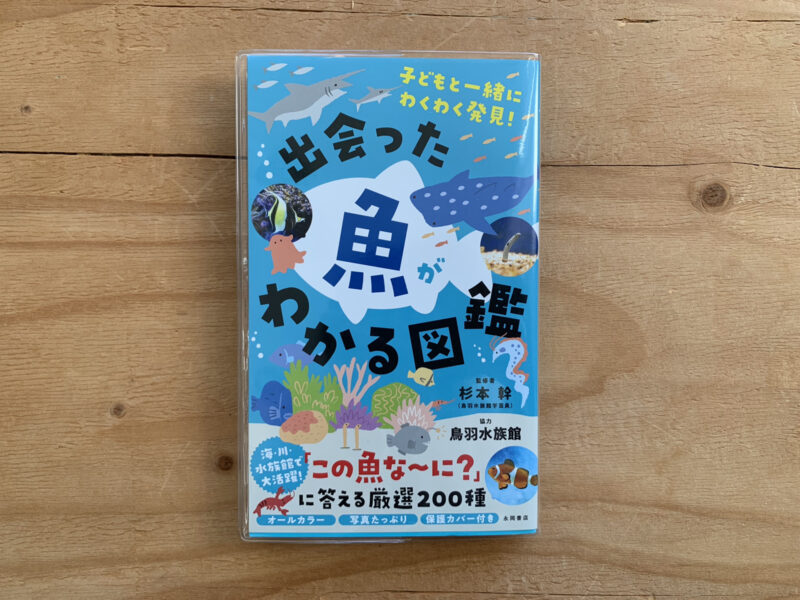 子どもと一緒に
わくわく発見!
出会った
魚が
わかる図鑑
監修者
杉本 幹
(鳥羽水族館学芸員)
協力
鳥羽水族館
海・川・
水族館で
大活躍!
「この魚な〜に?」
に答える厳選200種
オールカラー 写真たっぷり 保護カバー付き
永岡書店